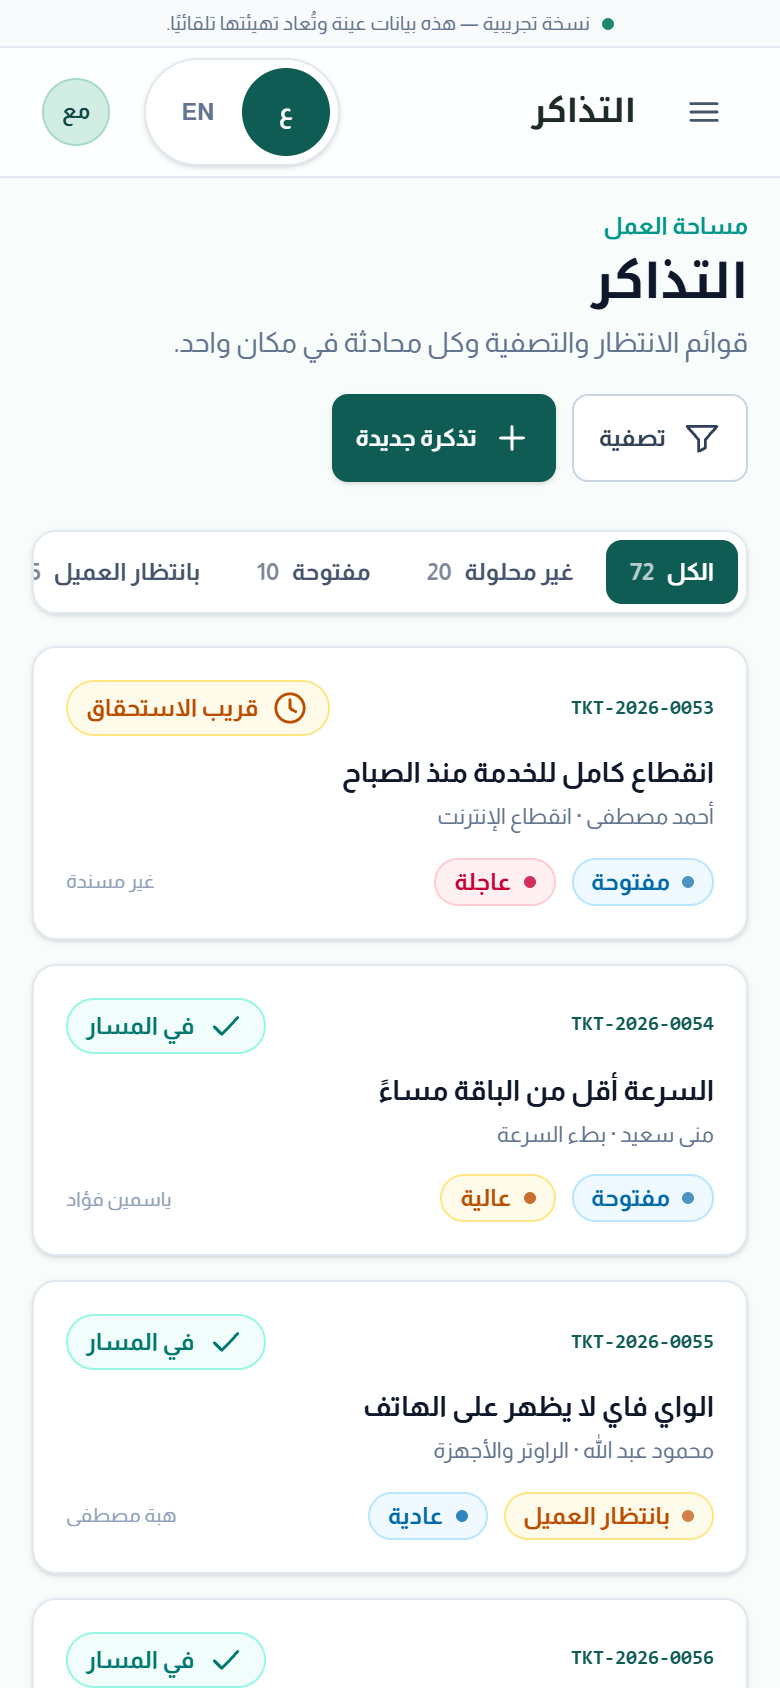 نسخة تجريبية — هذه بيانات عينة وتُعاد تهيئتها تلقائيًا.
التذاكر
ع EN
مع
مساحة العمل
التذاكر
قوائم الانتظار والتصفية وكل محادثة في مكان واحد.
تصفية
تذكرة جديدة
الكل 72 غير محلولة 20 مفتوحة 10 بانتظار العميل
TKT-2026-0053 قريب الاستحقاق
انقطاع كامل للخدمة منذ الصباح
أحمد مصطفى · انقطاع الإنترنت
مفتوحة عاجلة غير مسندة
TKT-2026-0054 في المسار
السرعة أقل من الباقة مساءً
منى سعيد · بطء السرعة
مفتوحة عالية ياسمين فؤاد
TKT-2026-0055 في المسار
الواي فاي لا يظهر على الهاتف
محمود عبد الله · الراوتر والأجهزة
بانتظار العميل عادية هبة مصطفى
TKT-2026-0056 في المسار